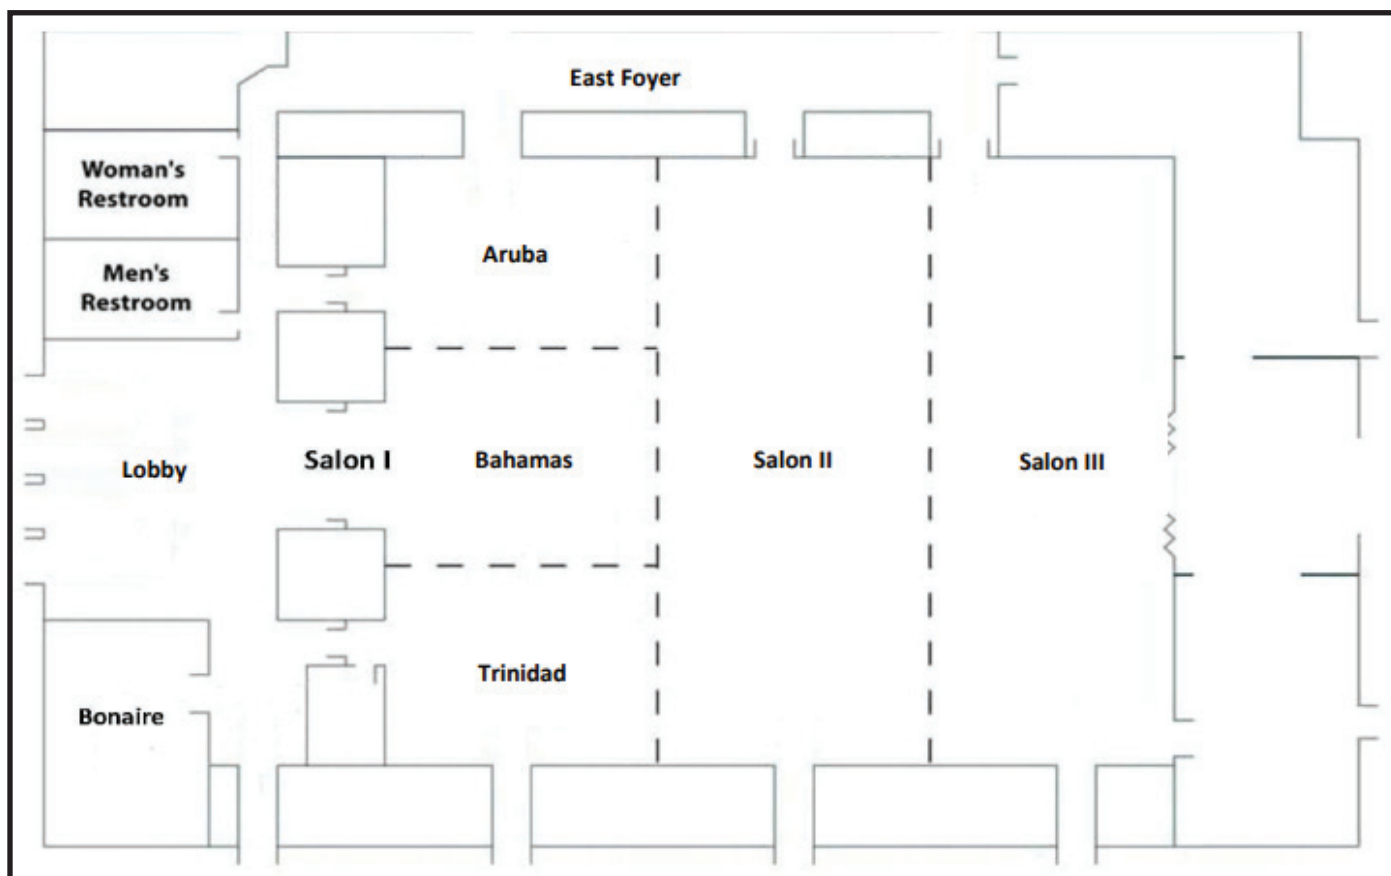 East Foyer
Woman's
Restroom
Aruba
Men's
Restroom
Lobby
Salon I
Bahamas
Salon II
Salon III
Trinidad
Bonaire